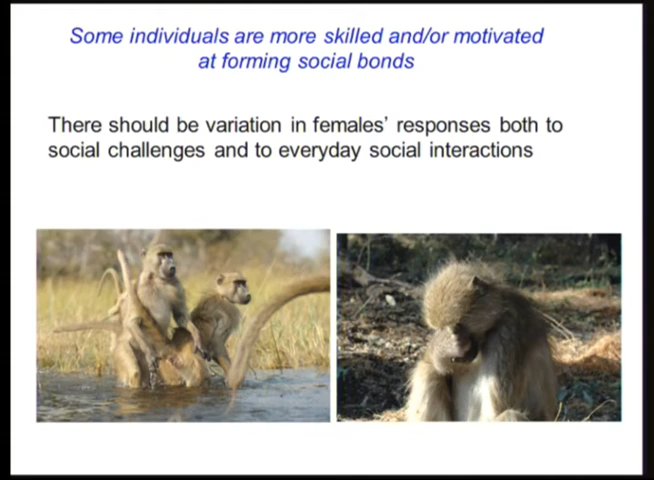 Some individuals are more skilled and/or motivated
at forming social bonds
There should be variation in females' responses both to
social challenges and to everyday social interactions